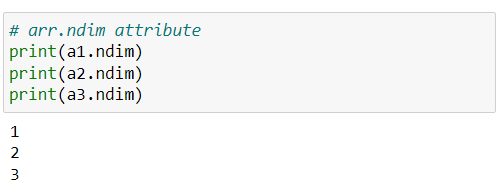 # arr.ndim attribute
print(a1.ndim)
print(a2.ndim)
print(a3.ndim)
1
2
3